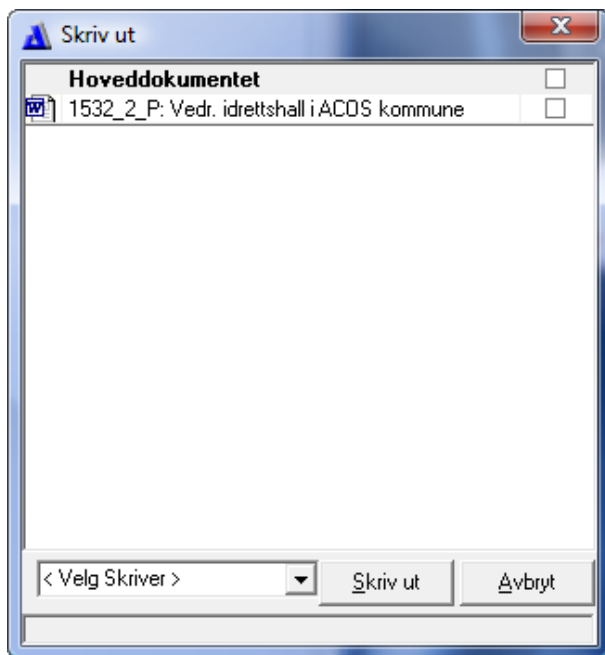 Skriv ut
Hoveddokumentet
1532_2_P: Vedr. idrettshall i ACOS kommune
< Velg Skriver >
Skriv ut
Avbryt